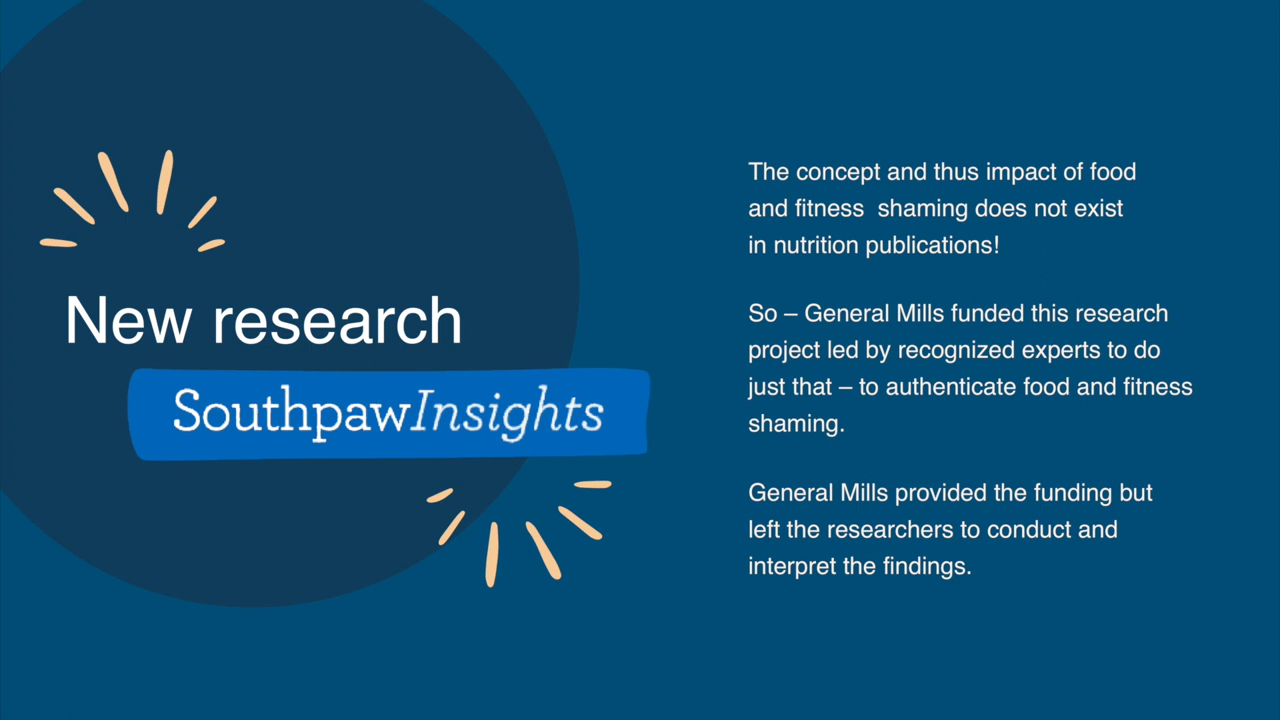 New research
SouthpawInsights
The concept and thus impact of food
and fitness  shaming does not exist
in nutrition publications!
So – General Mills funded this research
project led by recognized experts to do
just that – to authenticate food and fitness
shaming.
General Mills provided the funding but
left the researchers to conduct and
interpret the findings.